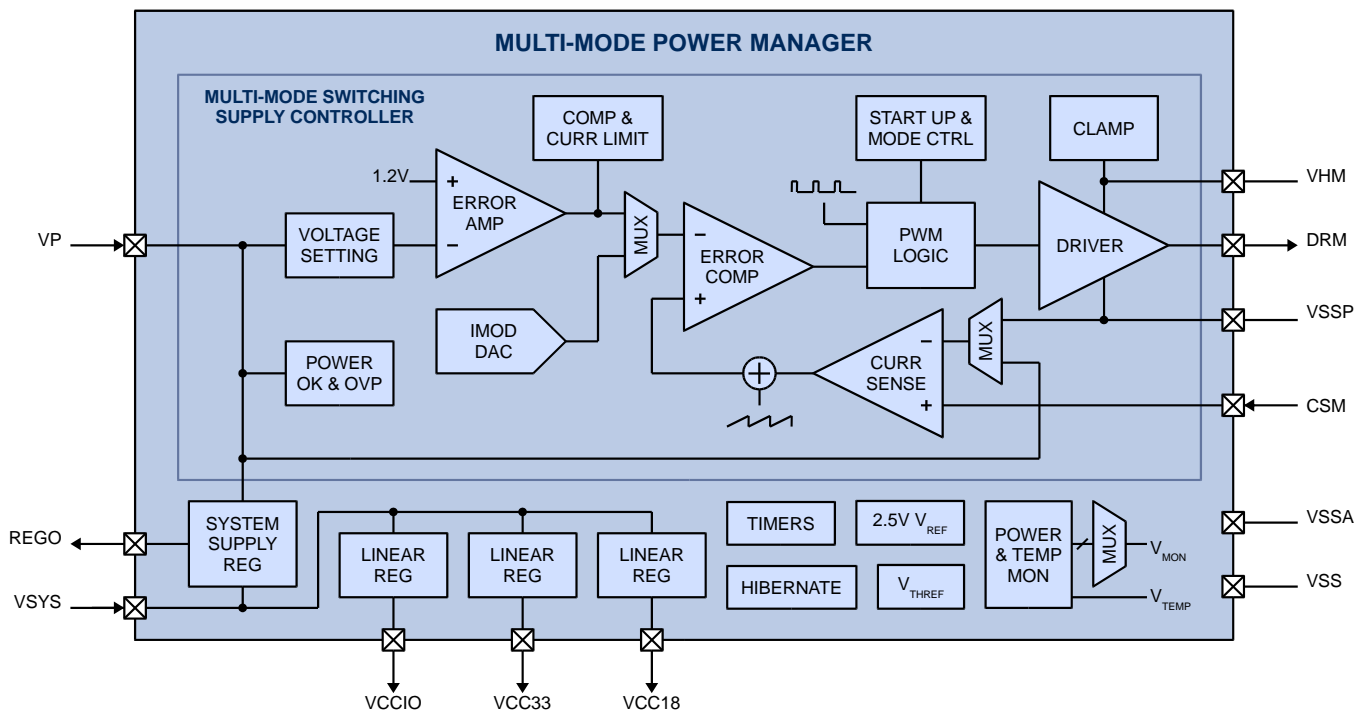 MULTI-MODE POWER MANAGER
MULTI-MODE SWITCHING
SUPPLY CONTROLLER
COMP &
CURR LIMIT
START UP &
MODE CTRL
CLAMP
1.2V
+
ERROR
AMP
−
VOLTAGE
SETTING
MUX
−
ERROR
COMP
+
PWM
LOGIC
DRIVER
VP
VHM
DRM
VSSP
CSM
IMOD
DAC
POWER
OK & OVP
+
CURR
SENSE
−
+
MUX
SYSTEM
SUPPLY
REG
LINEAR
REG
LINEAR
REG
LINEAR
REG
TIMERS
2.5V VREF
HIBERNATE
VTHREF
POWER
& TEMP
MON
MUX
VMON
VTEMP
REGO
VSYS
VSSA
VSS
VCCIO
VCC33
VCC18